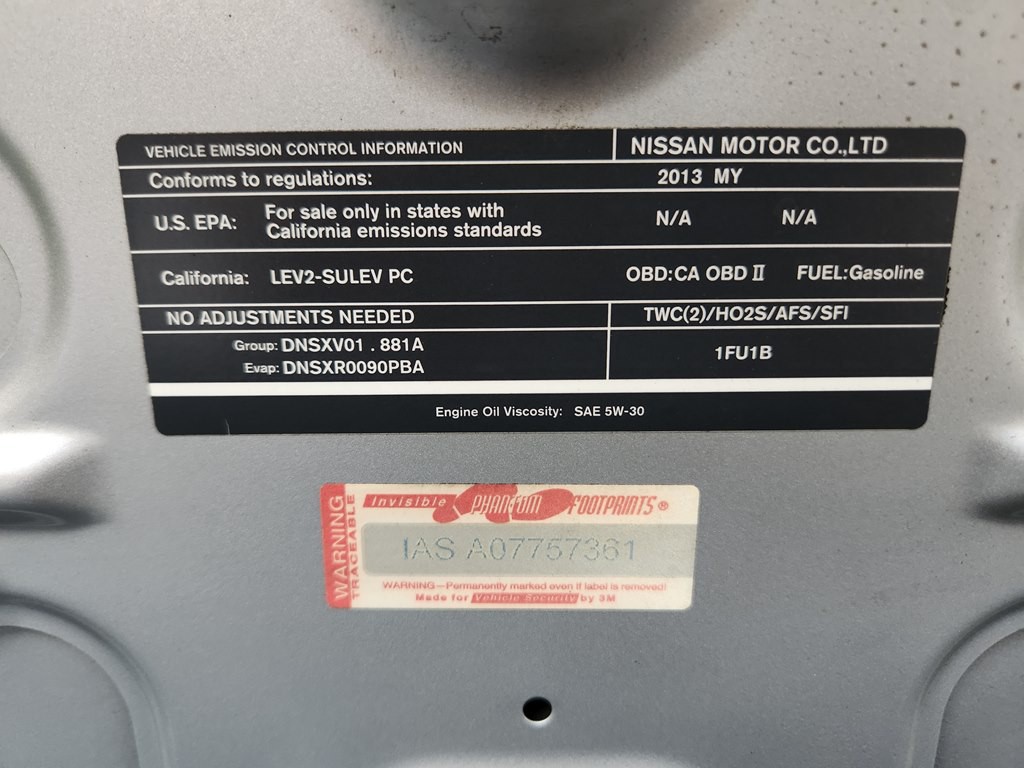 VEHICLE EMISSION CONTROL INFORMATION NISSAN MOTOR CO.,LTD
Conforms to regulations: 2013 MY
U.S. EPA: For sale only in states with
California emissions standards N/A N/A
California: LEV2-SULEV PC OBD:CA OBD II FUEL:Gasoline
NO ADJUSTMENTS NEEDED TWC(2)/HO2S/AFS/SFI
Group: DNSXV01 . 881A
Evap: DNSXR0090PBA
1FU1B
Engine Oil Viscosity: SAE 5W-30
WARNING
TRACEABLE
Invisible PHANTOM FOOTPRINTS ®
IAS A07757361
WARNING—Permanently marked even if label is removed!
Made for Vehicle Security by 3M